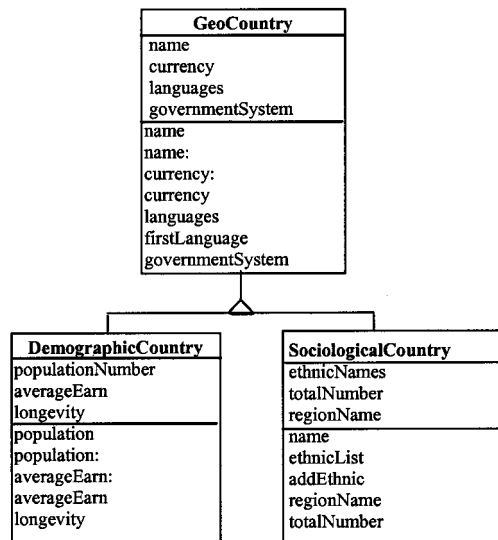 GeoCountry
name
currency
languages
governmentSystem
name
name:
currency:
currency
languages
firstLanguage
governmentSystem
DemographicCountry
populationNumber
averageEarn
longevity
population
population:
averageEarn:
averageEarn
longevity
SociologicalCountry
ethnicNames
totalNumber
regionName
name
ethnicList
addEthnic
regionName
totalNumber